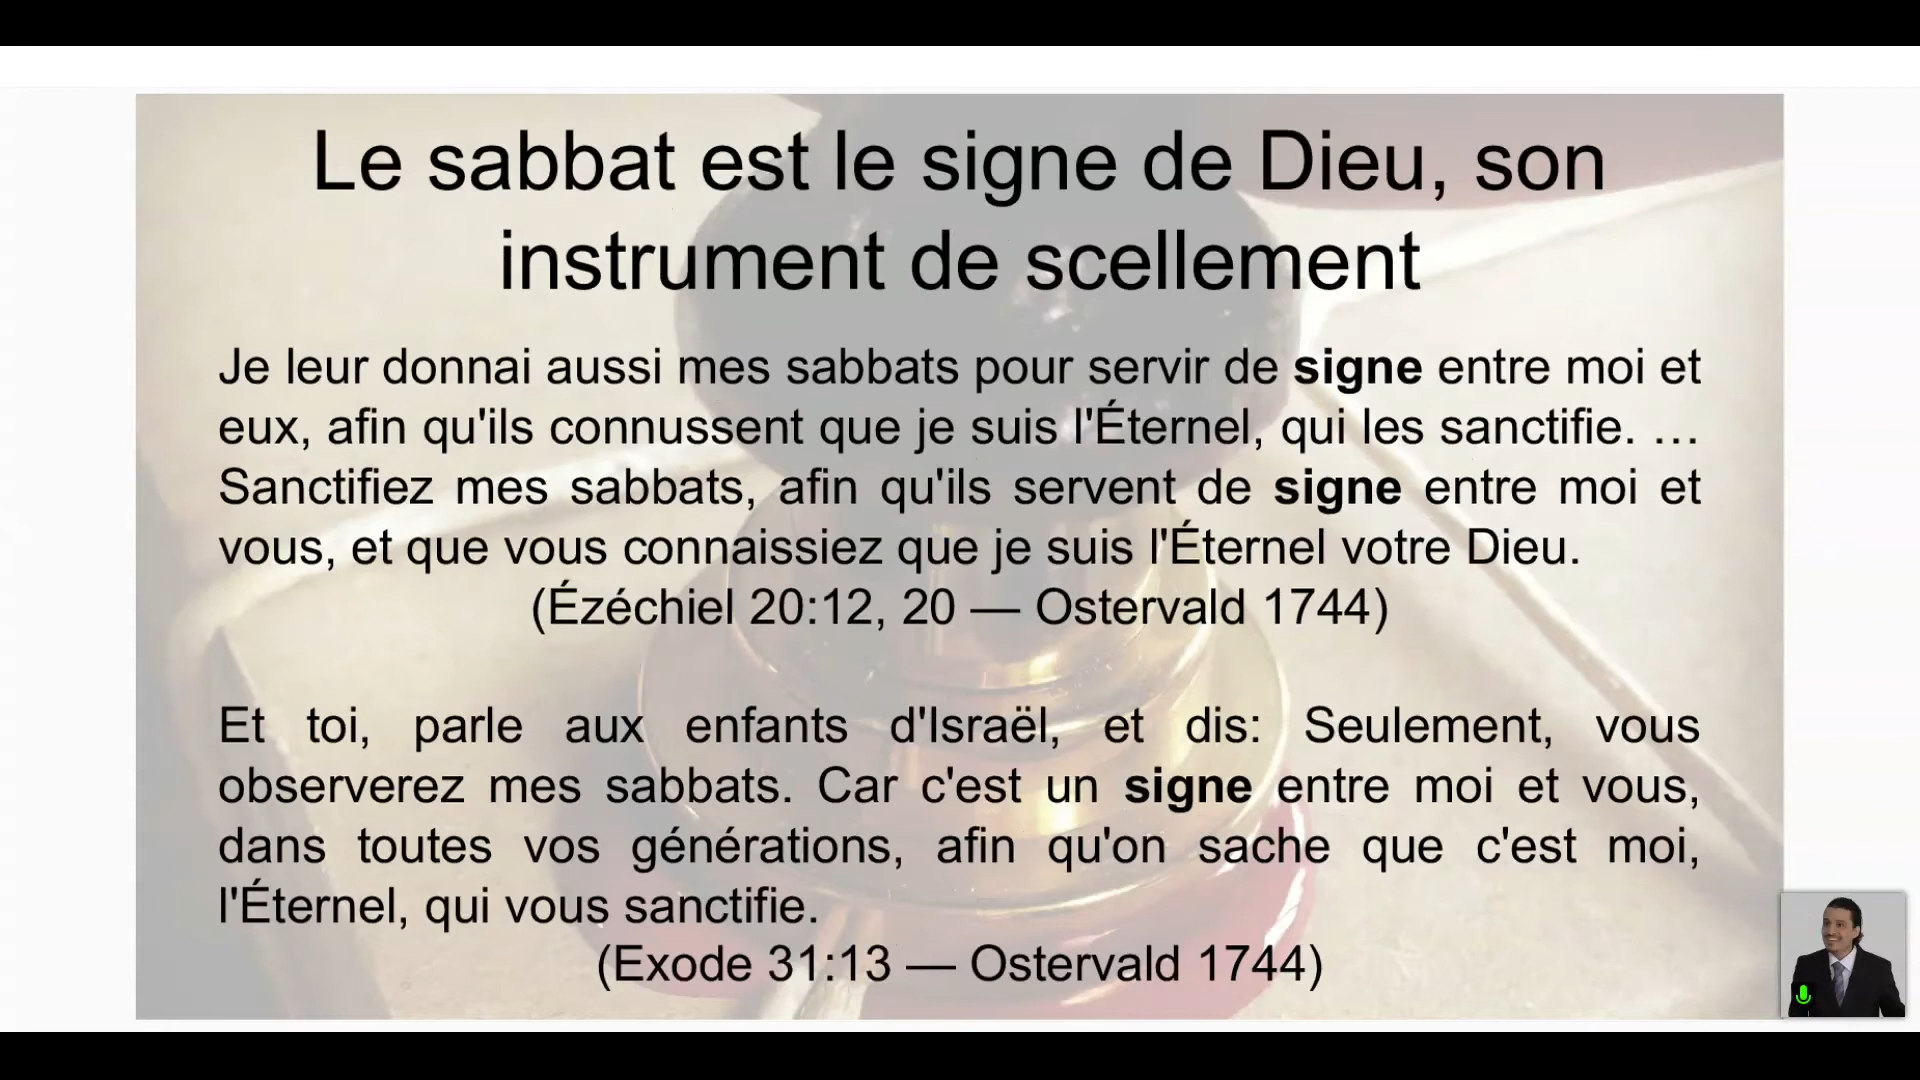 Le sabbat est le signe de Dieu, son
instrument de scellement
Je leur donnai aussi mes sabbats pour servir de signe entre moi et
eux, afin qu'ils connussent que je suis l'Éternel, qui les sanctifie. …
Sanctifiez mes sabbats, afin qu'ils servent de signe entre moi et
vous, et que vous connaissiez que je suis l'Éternel votre Dieu.
(Ézéchiel 20:12, 20 — Ostervald 1744)
Et toi, parle aux enfants d'Israël, et dis: Seulement, vous
observerez mes sabbats. Car c'est un signe entre moi et vous,
dans toutes vos générations, afin qu'on sache que c'est moi,
l'Éternel, qui vous sanctifie.
(Exode 31:13 — Ostervald 1744)